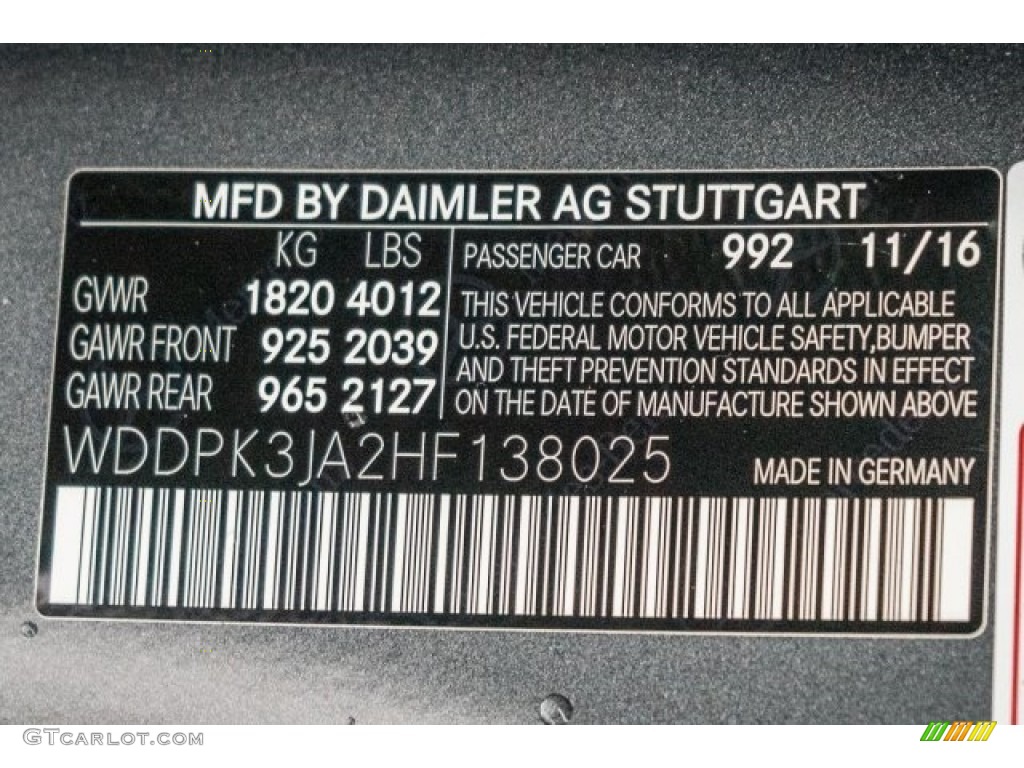 MFD BY DAIMLER AG STUTTGART
KG LBS
GVWR 1820 4012
GAWR FRONT 925 2039
GAWR REAR 965 2127
PASSENGER CAR 992 11/16
THIS VEHICLE CONFORMS TO ALL APPLICABLE
U.S. FEDERAL MOTOR VEHICLE SAFETY, BUMPER
AND THEFT PREVENTION STANDARDS IN EFFECT
ON THE DATE OF MANUFACTURE SHOWN ABOVE
WDDPK3JA2HF138025
MADE IN GERMANY
GTCarlot.com